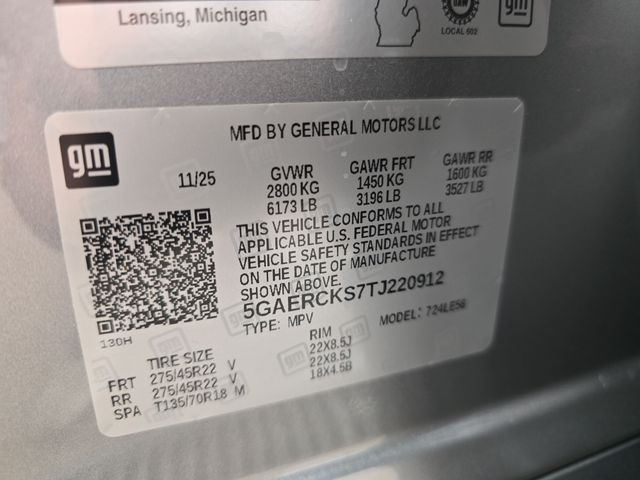 Lansing, Michigan
UAW
LOCAL 602
gm
MFD BY GENERAL MOTORS LLC
gm
11/25
GVWR
2800 KG
6173 LB
GAWR FRT
1450 KG
3196 LB
GAWR RR
1600 KG
3527 LB
THIS VEHICLE CONFORMS TO ALL
APPLICABLE U.S. FEDERAL MOTOR
VEHICLE SAFETY STANDARDS IN EFFECT
ON THE DATE OF MANUFACTURE
SHOWN ABOVE.
5GAERCKS7TJ220912
TYPE: MPV MODEL: 724LE56
130H
TIRE SIZE RIM
FRT 275/45R22 V 22X8.5J
RR 275/45R22 V 22X8.5J
SPA T135/70R18 M 18X4.5B